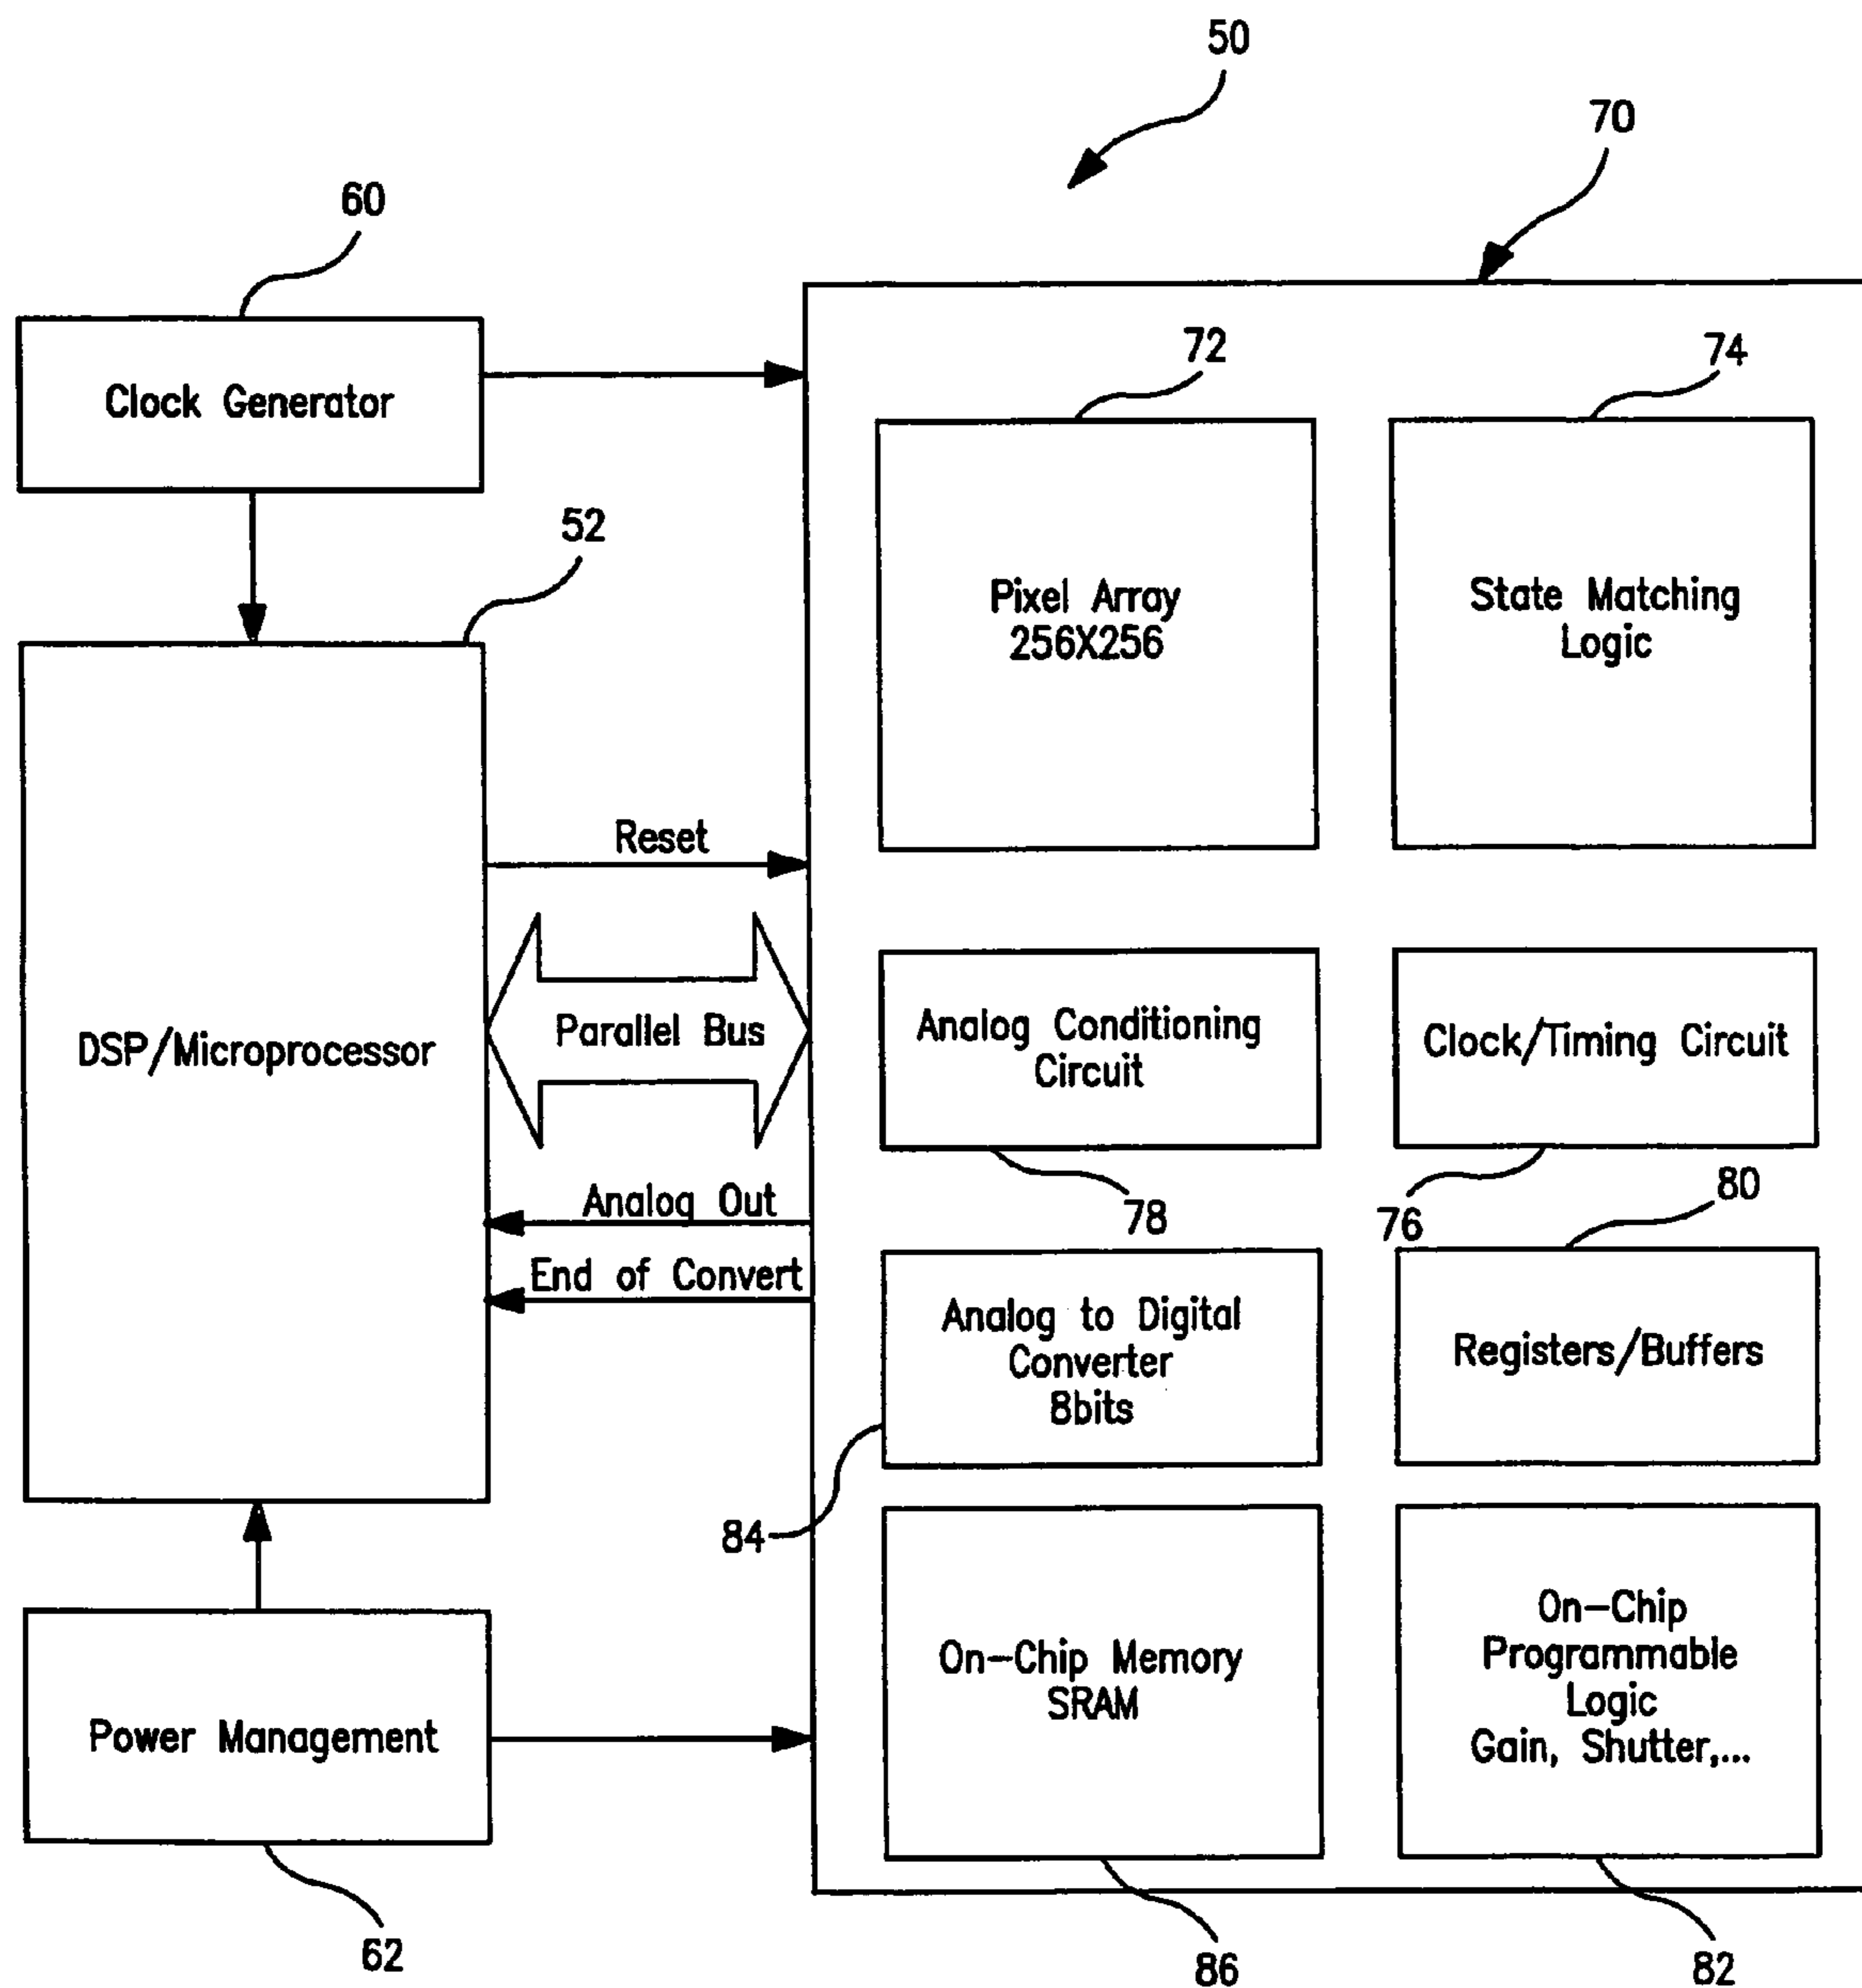 50
70
60
Clock Generator
72
74
52
Pixel Array
256X256
State Matching
Logic
Reset
DSP/Microprocessor
Parallel Bus
Analog Conditioning
Circuit
Clock/Timing Circuit
78
76
80
Analog Out
End of Convert
Analog to Digital
Converter
8bits
Registers/Buffers
84
On-Chip Memory
SRAM
On-Chip
Programmable
Logic
Gain, Shutter,...
Power Management
62
86
82